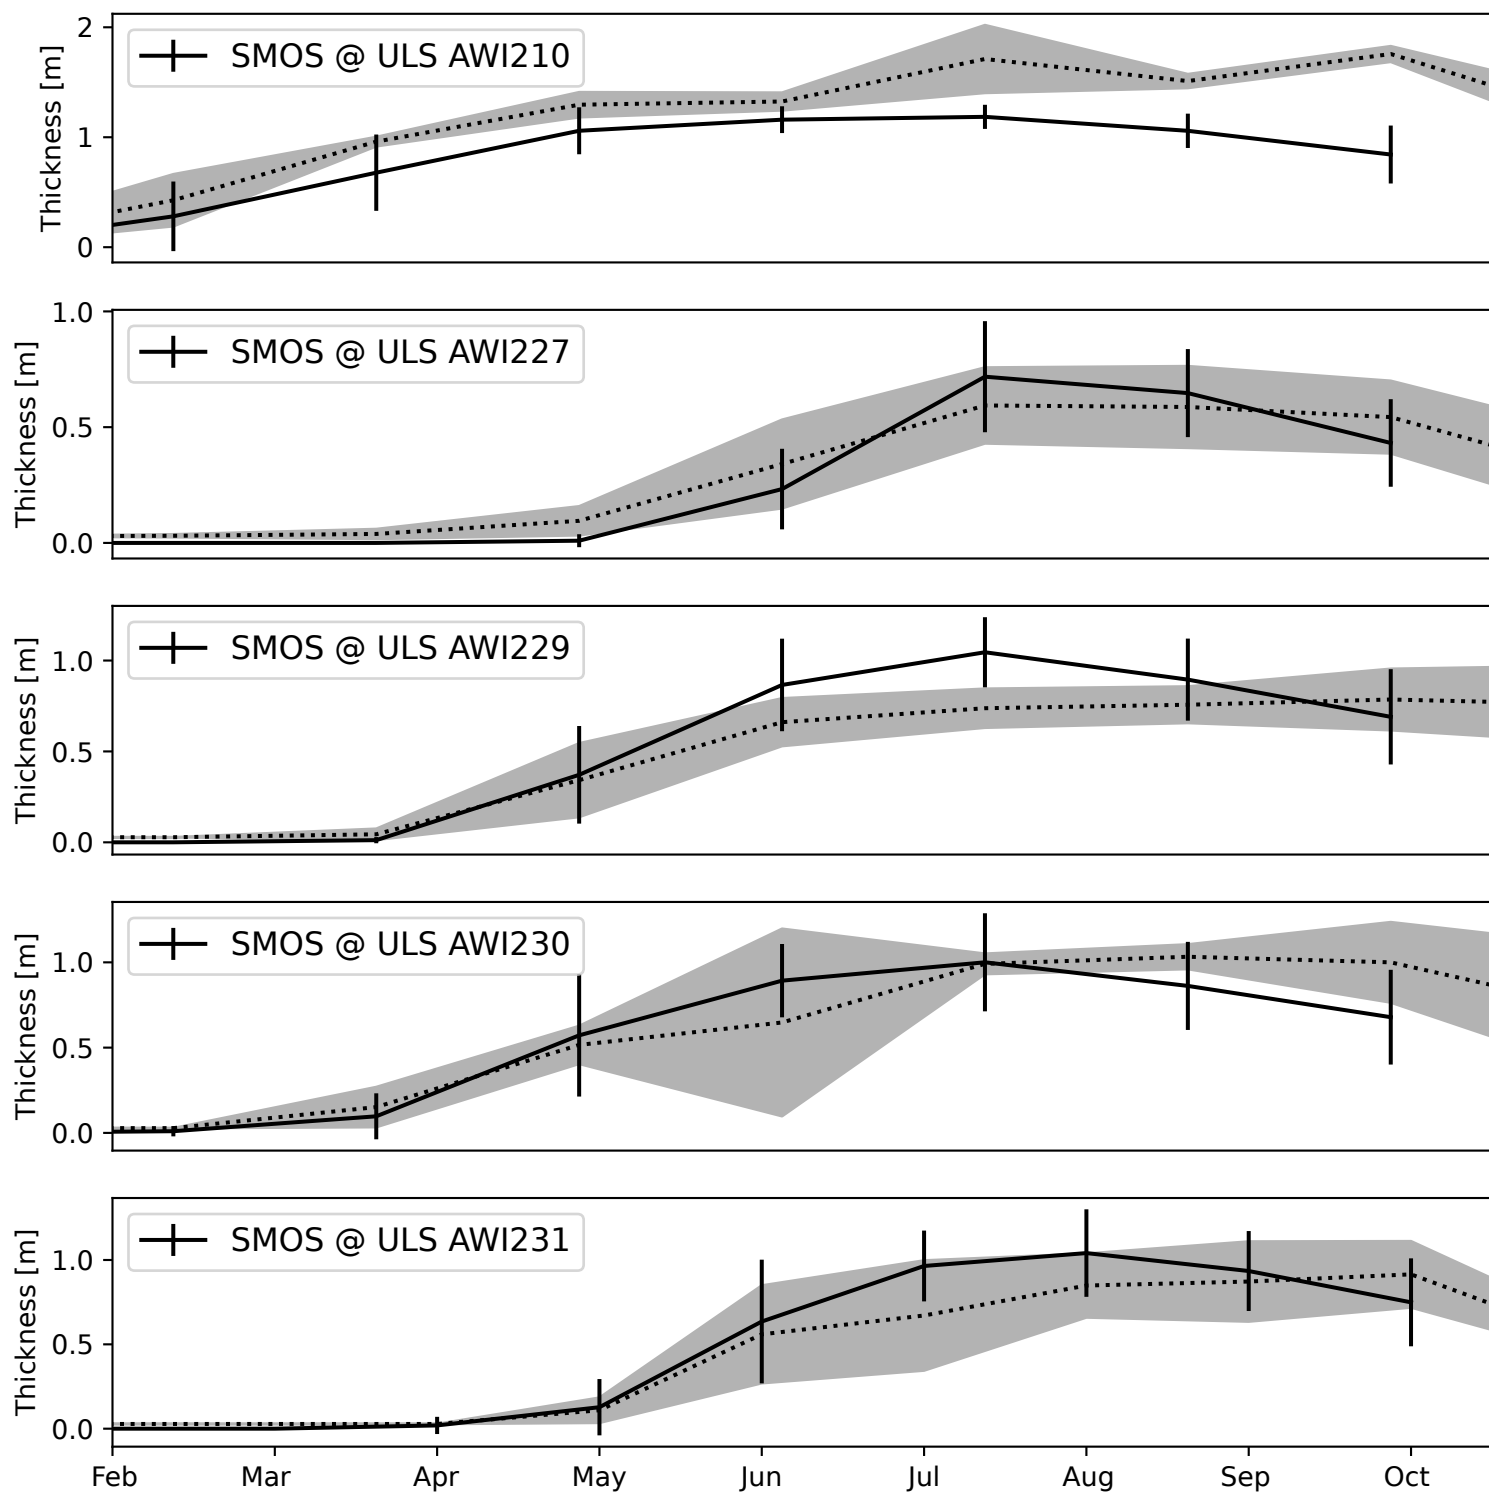 SMOS @ ULS AWI210
Thickness [m]
2
1
0
SMOS @ ULS AWI227
Thickness [m]
1.0
0.5
0.0
SMOS @ ULS AWI229
Thickness [m]
1.0
0.5
0.0
SMOS @ ULS AWI230
Thickness [m]
1.0
0.5
0.0
SMOS @ ULS AWI231
Thickness [m]
1.0
0.5
0.0
Feb Mar Apr May Jun Jul Aug Sep Oct